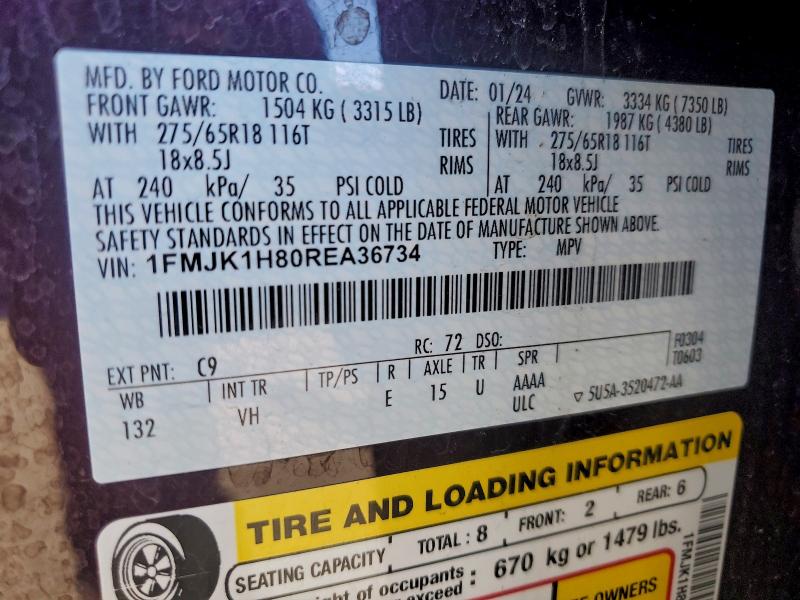 MFD. BY FORD MOTOR CO.
DATE: 01/24 GVWR: 3334 KG ( 7350 LB)
FRONT GAWR: 1504 KG ( 3315 LB)
REAR GAWR: 1987 KG ( 4380 LB)
WITH 275/65R18 116T TIRES
WITH 275/65R18 116T TIRES
18x8.5J RIMS
18x8.5J RIMS
AT 240 kPa/ 35 PSI COLD
AT 240 kPa/ 35 PSI COLD
THIS VEHICLE CONFORMS TO ALL APPLICABLE FEDERAL MOTOR VEHICLE
SAFETY STANDARDS IN EFFECT ON THE DATE OF MANUFACTURE SHOWN ABOVE.
VIN: 1FMJK1H80REA36734 TYPE: MPV
EXT PNT: C9 RC: 72 DSO: F0304
T0603
WB INT TR TP/PS R AXLE TR SPR
132 VH E 15 U AAAA
ULC ▽ 5U5A-3520472-AA
TIRE AND LOADING INFORMATION
SEATING CAPACITY TOTAL : 8 FRONT: 2 REAR: 6
of occupants
exceed : 670 kg or 1479 lbs.
OWNERS